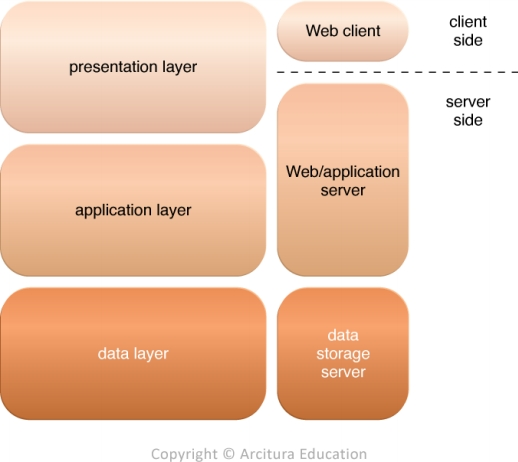 presentation layer
Web client
client
side
server
side
Web/application
server
application layer
data layer
data
storage
server
Copyright © Arcitura Education